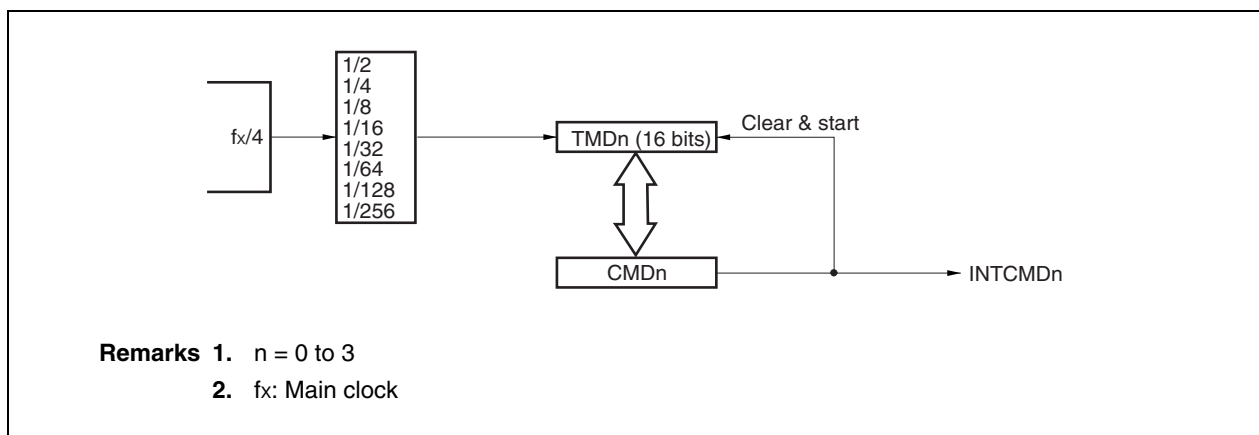 fx/4
1/2
1/4
1/8
1/16
1/32
1/64
1/128
1/256
TMDn (16 bits)
Clear & start
CMDn
INTCMDn
Remarks 1. n = 0 to 3
2. fx: Main clock